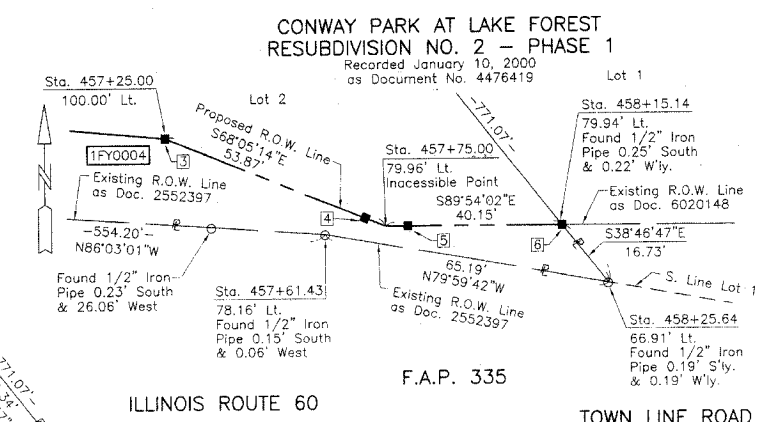 CONWAY PARK AT LAKE FOREST
RESUBDIVISION NO. 2 – PHASE 1
Recorded January 10, 2000
as Document No. 4476419
Lot 1
Sta. 457+25.00
100.00' Lt.
Lot 2
Proposed R.O.W. Line
S68°05'14"E
53.87'
-771.07'-
Sta. 458+15.14
79.94' Lt.
Found 1/2" Iron
Pipe 0.25' South
& 0.22' W'ly.
1FY0004
3
Sta. 457+75.00
79.96' Lt.
Inacessible Point
S89°54'02"E
40.15'
Existing R.O.W. Line
as Doc. 2552397
Existing R.O.W. Line
as Doc. 6020148
4
5
6
-554.20'-
N86°03'01"W
S38°46'47"E
16.73'
65.19'
N79°59'42"W
S. Line Lot 1
Found 1/2" Iron
Pipe 0.23' South
& 26.06' West
Sta. 457+61.43
78.16' Lt.
Found 1/2" Iron
Pipe 0.15' South
& 0.06' West
Existing R.O.W. Line
as Doc. 2552397
Sta. 458+25.64
66.91' Lt.
Found 1/2" Iron
Pipe 0.19' S'ly.
& 0.19' W'ly.
771.07'-
34'
7"
F.A.P. 335
ILLINOIS ROUTE 60
TOWN LINE ROAD